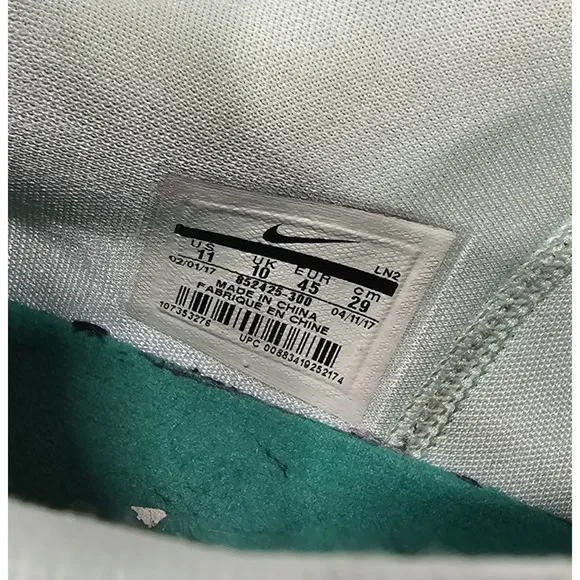 LN2
US UK EUR cm
11 10 45 29
02/01/17 852425-300 04/11/17
MADE IN CHINA
FABRIQUE EN CHINE
107353276
UPC 00883419252174